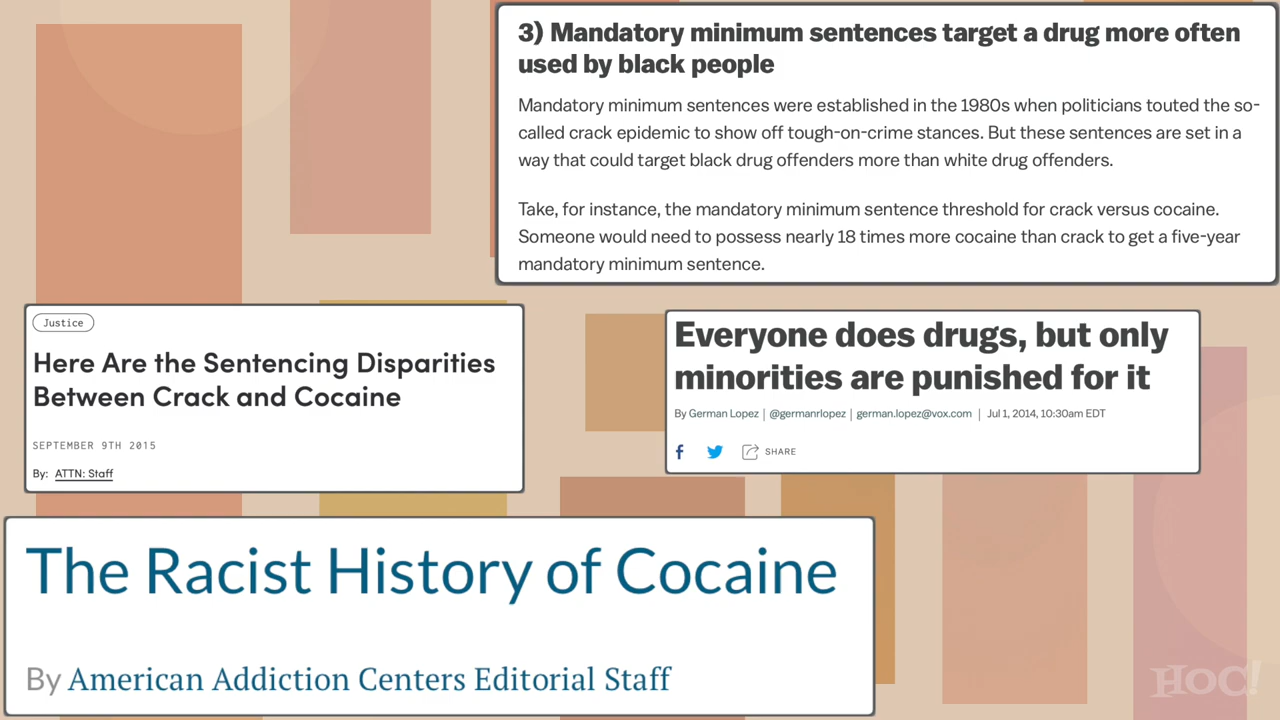 3) Mandatory minimum sentences target a drug more often
used by black people
Mandatory minimum sentences were established in the 1980s when politicians touted the so-
called crack epidemic to show off tough-on-crime stances. But these sentences are set in a
way that could target black drug offenders more than white drug offenders.
Take, for instance, the mandatory minimum sentence threshold for crack versus cocaine.
Someone would need to possess nearly 18 times more cocaine than crack to get a five-year
mandatory minimum sentence.
Justice
Here Are the Sentencing Disparities
Between Crack and Cocaine
SEPTEMBER 9TH 2015
By: ATTN: Staff
Everyone does drugs, but only
minorities are punished for it
By German Lopez | @germanrlopez | german.lopez@vox.com | Jul 1, 2014, 10:30am EDT
SHARE
The Racist History of Cocaine
By American Addiction Centers Editorial Staff
HOC!